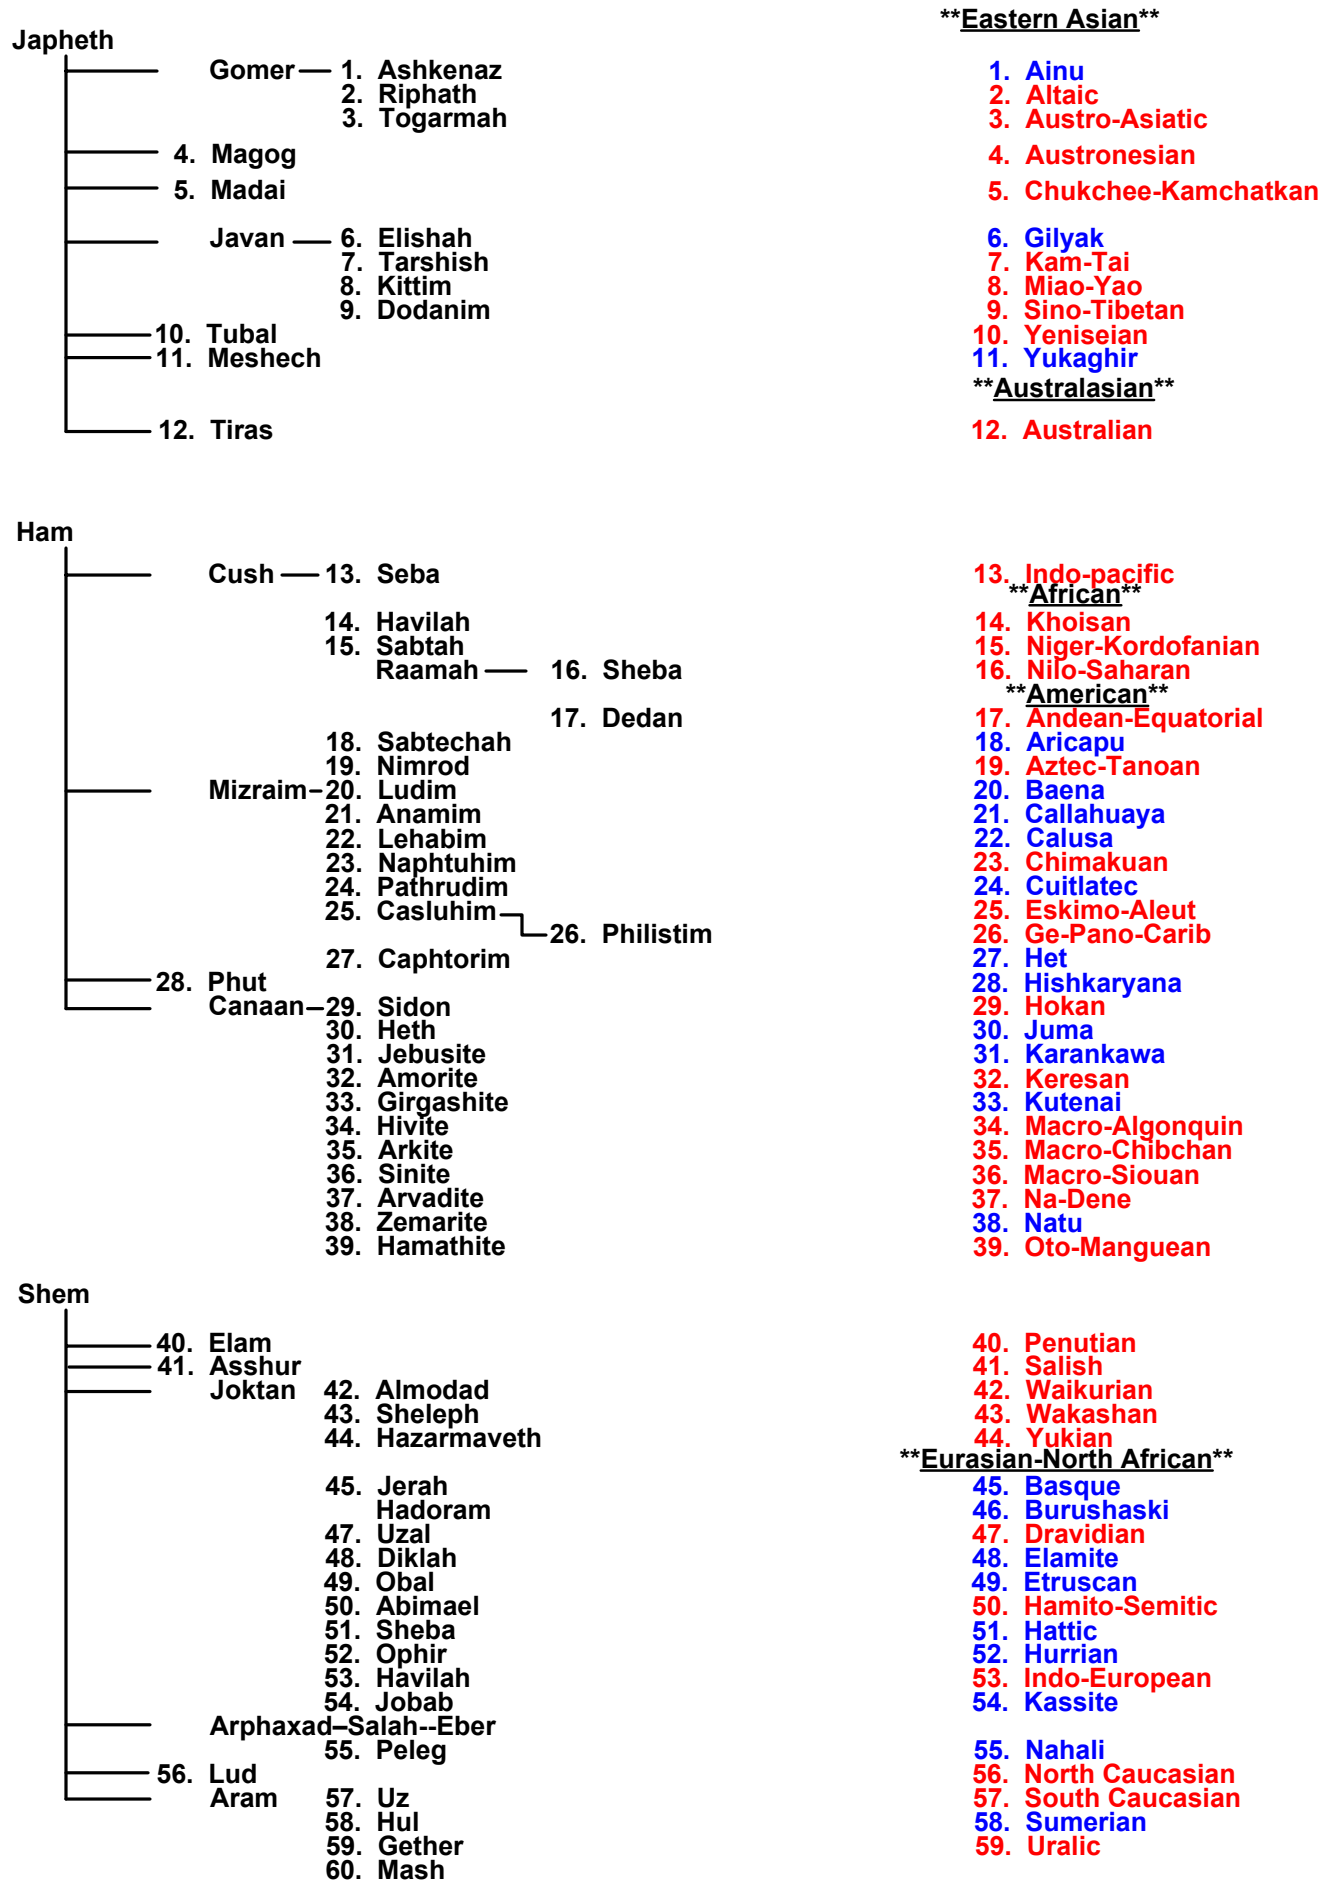 **Eastern Asian**
Japheth
Gomer 1. Ashkenaz 1. Ainu
2. Riphath 2. Altaic
3. Togarmah 3. Austro-Asiatic
4. Magog 4. Austronesian
5. Madai 5. Chukchee-Kamchatkan
Javan 6. Elishah 6. Gilyak
7. Tarshish 7. Kam-Tai
8. Kittim 8. Miao-Yao
9. Dodanim 9. Sino-Tibetan
10. Tubal 10. Yeniseian
11. Meshech 11. Yukaghir
**Australasian**
12. Tiras 12. Australian
Ham
Cush 13. Seba 13. Indo-pacific
**African**
14. Havilah 14. Khoisan
15. Sabtah 15. Niger-Kordofanian
Raamah 16. Sheba 16. Nilo-Saharan
**American**
17. Dedan 17. Andean-Equatorial
18. Sabtechah 18. Aricapu
19. Nimrod 19. Aztec-Tanoan
Mizraim 20. Ludim 20. Baena
21. Anamim 21. Callahuaya
22. Lehabim 22. Calusa
23. Naphtuhim 23. Chimakuan
24. Pathrudim 24. Cuitlatec
25. Casluhim 25. Eskimo-Aleut
26. Philistim 26. Ge-Pano-Carib
27. Caphtorim 27. Het
28. Phut 28. Hishkaryana
Canaan 29. Sidon 29. Hokan
30. Heth 30. Juma
31. Jebusite 31. Karankawa
32. Amorite 32. Keresan
33. Girgashite 33. Kutenai
34. Hivite 34. Macro-Algonquin
35. Arkite 35. Macro-Chibchan
36. Sinite 36. Macro-Siouan
37. Arvadite 37. Na-Dene
38. Zemarite 38. Natu
39. Hamathite 39. Oto-Manguean
Shem
40. Elam 40. Penutian
41. Asshur 41. Salish
Joktan 42. Almodad 42. Waikurian
43. Sheleph 43. Wakashan
44. Hazarmaveth 44. Yukian
**Eurasian-North African**
45. Jerah 45. Basque
Hadoram 46. Burushaski
47. Uzal 47. Dravidian
48. Diklah 48. Elamite
49. Obal 49. Etruscan
50. Abimael 50. Hamito-Semitic
51. Sheba 51. Hattic
52. Ophir 52. Hurrian
53. Havilah 53. Indo-European
54. Jobab 54. Kassite
Arphaxad–Salah--Eber
55. Peleg 55. Nahali
56. Lud 56. North Caucasian
Aram 57. Uz 57. South Caucasian
58. Hul 58. Sumerian
59. Gether 59. Uralic
60. Mash